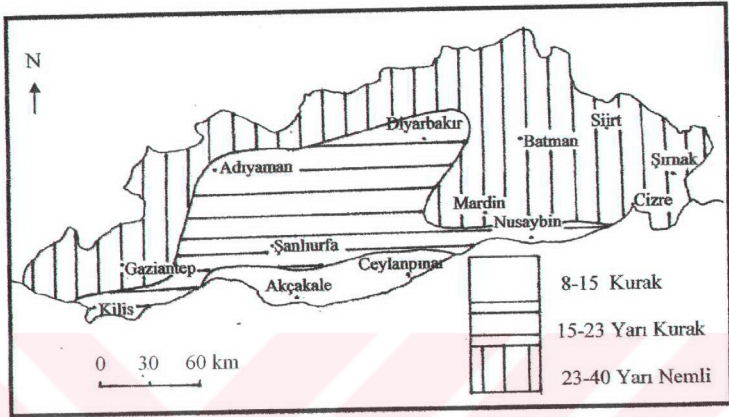 N
Diyarbakır
Siirt
Batman
Adıyaman
Şırnak
Mardin
Cizre
Nusaybin
Şanlıurfa
Gaziantep
Ceylanpınar
Akçakale
Kilis
8-15 Kurak
15-23 Yarı Kurak
23-40 Yarı Nemli
0 30 60 km